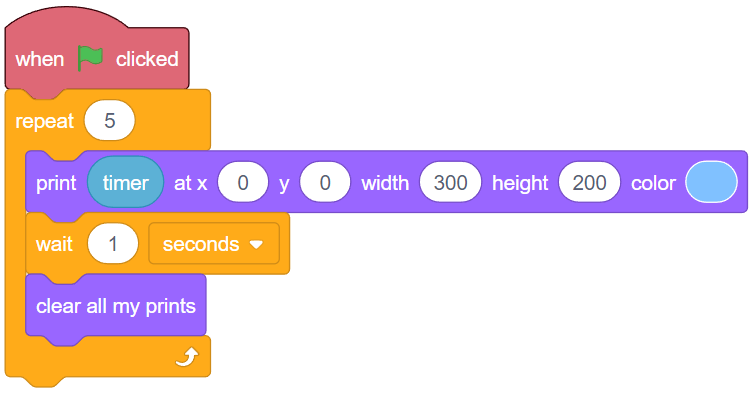 when clicked
repeat 5
print timer at x 0 y 0 width 300 height 200 color
wait 1 seconds
clear all my prints